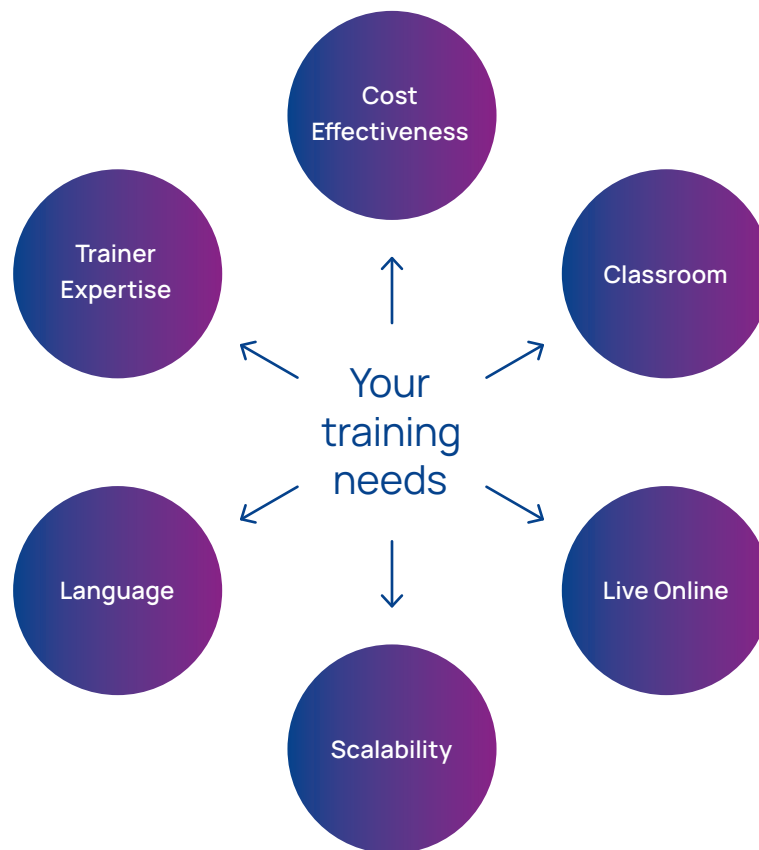 Cost
Effectiveness
Trainer
Expertise
Classroom
Your
training
needs
Language
Live Online
Scalability